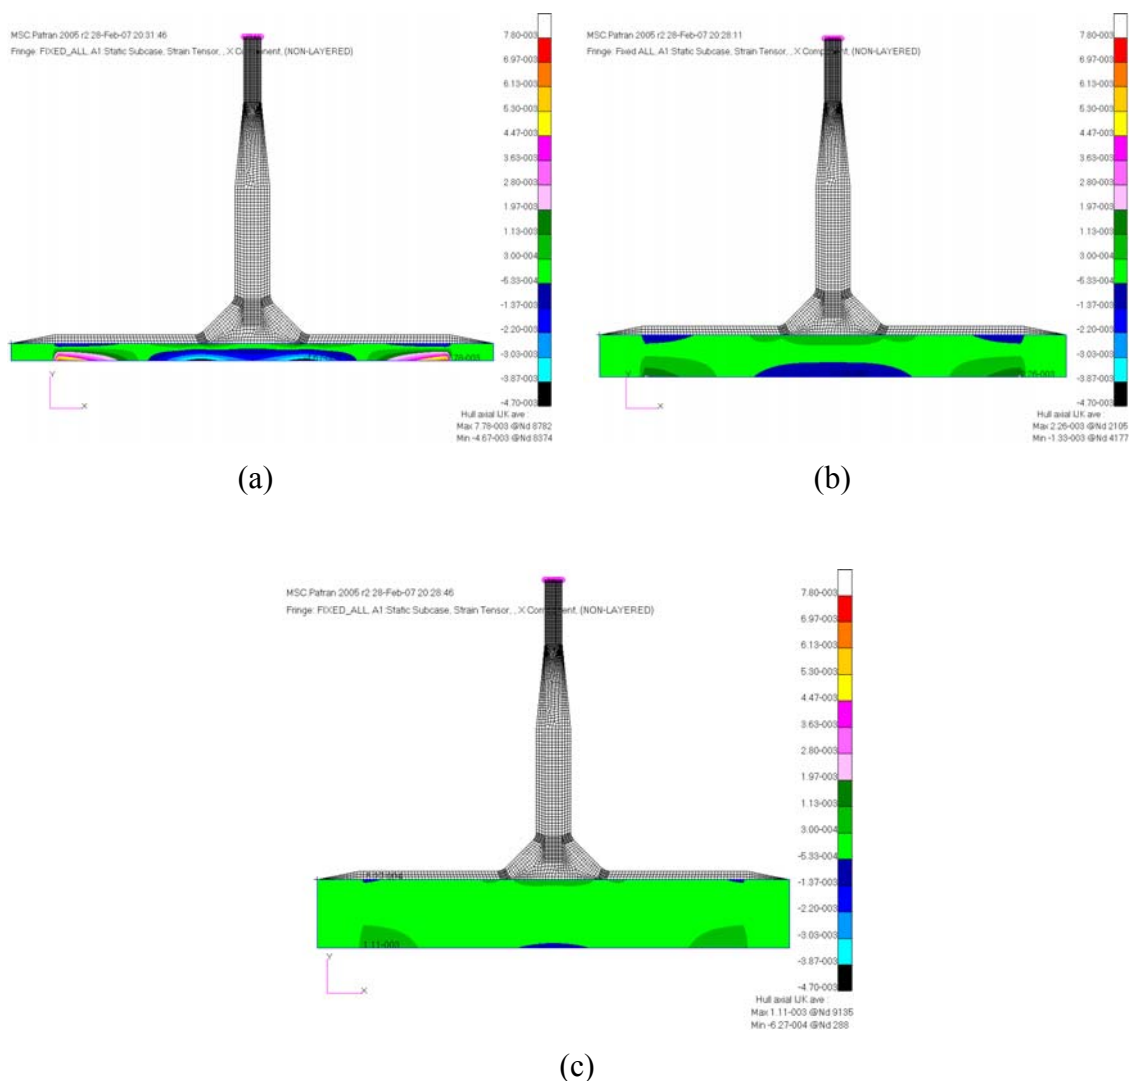 MSC.Patran 2005 r2 28-Feb-07 20:31:46
Fringe: FIXED_ALL, A1:Static Subcase, Strain Tensor, , X Component, (NON-LAYERED)
7.80-003
6.97-003
6.13-003
5.30-003
4.47-003
3.63-003
2.80-003
1.97-003
1.13-003
3.00-004
-5.33-004
-1.37-003
-2.20-003
-3.03-003
-3.87-003
-4.70-003
Y
X
Hull axial UK ave :
Max 7.78-003 @Nd 8782
Min -4.67-003 @Nd 8374
(a)
MSC.Patran 2005 r2 28-Feb-07 20:28:11
Fringe: Fixed ALL, A1:Static Subcase, Strain Tensor, , X Component, (NON-LAYERED)
7.80-003
6.97-003
6.13-003
5.30-003
4.47-003
3.63-003
2.80-003
1.97-003
1.13-003
3.00-004
-5.33-004
-1.37-003
-2.20-003
-3.03-003
-3.87-003
-4.70-003
Y
X
Hull axial UK ave :
Max 2.26-003 @Nd 2105
Min -1.33-003 @Nd 4177
(b)
MSC.Patran 2005 r2 28-Feb-07 20:28:46
Fringe: FIXED_ALL, A1:Static Subcase, Strain Tensor, , X Component, (NON-LAYERED)
7.80-003
6.97-003
6.13-003
5.30-003
4.47-003
3.63-003
2.80-003
1.97-003
1.13-003
3.00-004
-5.33-004
-1.37-003
-2.20-003
-3.03-003
-3.87-003
-4.70-003
1.11-003
Y
X
Hull axial UK ave :
Max 1.11-003 @Nd 9135
Min -6.27-004 @Nd 288
(c)